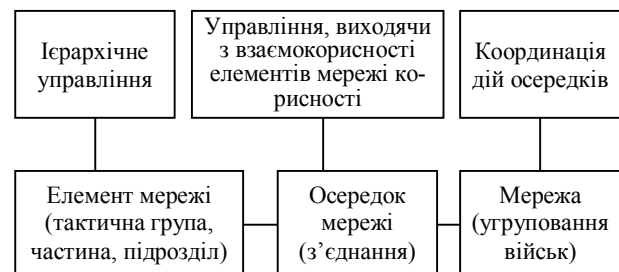 Ієрархічне
управління
Управління, виходячи
з взаємокорисності
елементів мережі ко-
рисності
Координація
дій осередків
Елемент мережі
(тактична група,
частина, підрозділ)
Осередок
мережі
(з’єднання)
Мережа
(угруповання
військ)